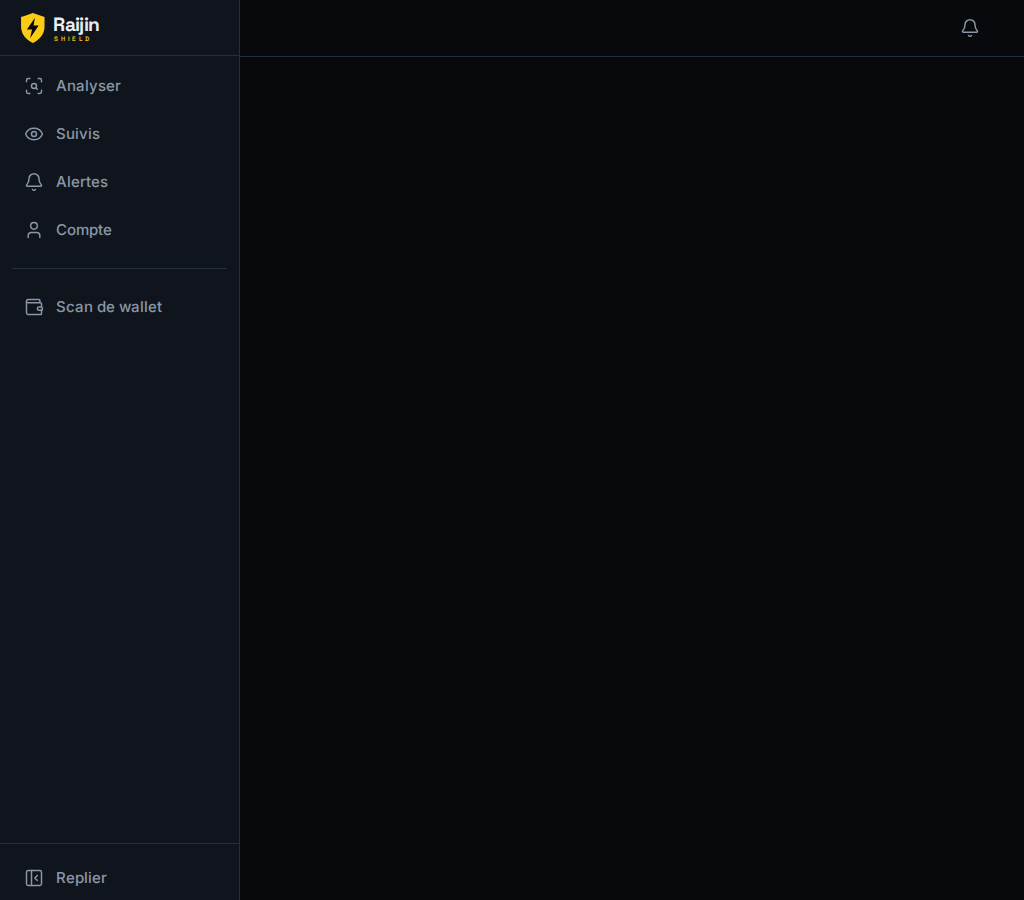 Raijin
SHIELD
Analyser
Suivis
Alertes
Compte
Scan de wallet
Replier